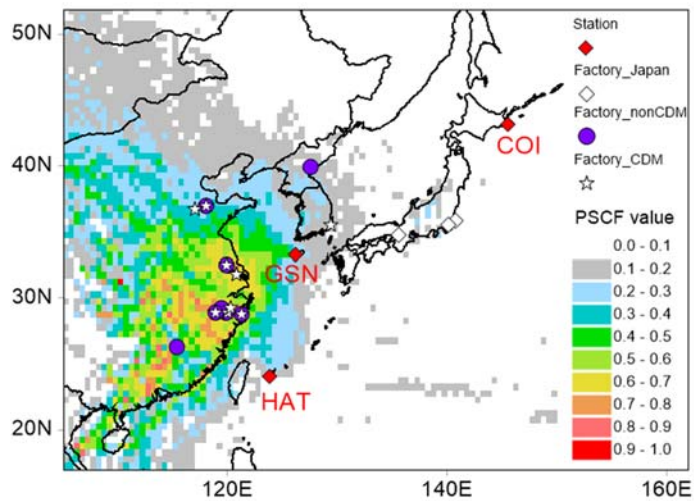 50N
40N
30N
20N
120E
140E
160E
COI
GSN
HAT
Station
Factory_Japan
Factory_nonCDM
Factory_CDM
PSCF value
0.0 - 0.1
0.1 - 0.2
0.2 - 0.3
0.3 - 0.4
0.4 - 0.5
0.5 - 0.6
0.6 - 0.7
0.7 - 0.8
0.8 - 0.9
0.9 - 1.0